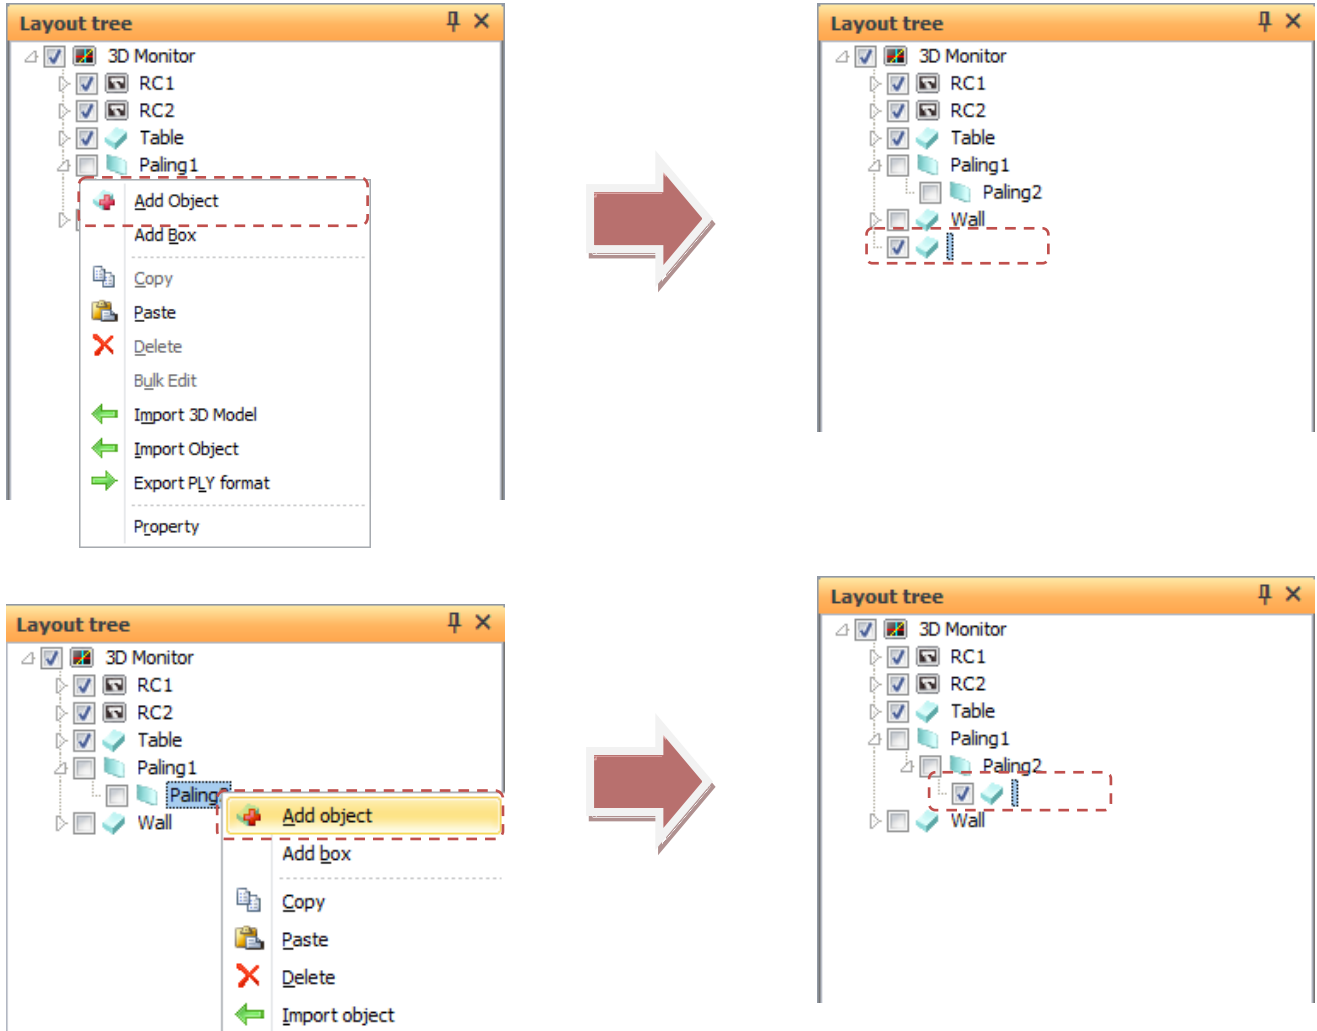 Layout tree
3D Monitor
RC1
RC2
Table
Paling1
Add Object
Add Box
Copy
Paste
Delete
Bulk Edit
Import 3D Model
Import Object
Export PLY format
Property
Layout tree
3D Monitor
RC1
RC2
Table
Paling1
Paling2
Wall
Layout tree
3D Monitor
RC1
RC2
Table
Paling1
Wall
Add object
Add box
Copy
Paste
Delete
Import object
Layout tree
3D Monitor
RC1
RC2
Table
Paling1
Paling2
Wall